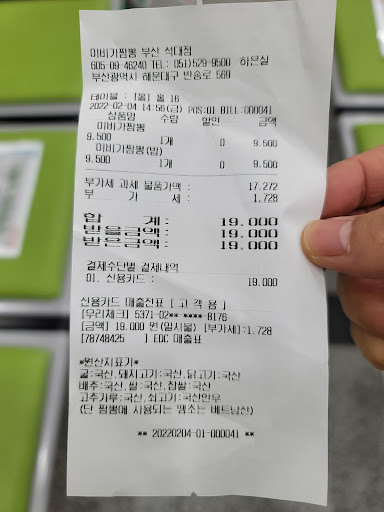 이비가짬뽕 부산 석대점
605-09-46240 TEL: (051)529-9500 하은실
부산광역시 해운대구 반송로 569
테이블 : [홀] 홀 16
2022-02-04 14:56(금) POS:01 BILL:000041
상품명 수량 할인 금액
이비가짬뽕
9.500 1개 0 9.500
이비가짬뽕(밥)
9.500 1개 0 9.500
부가세 과세 물품가액 : 17.272
부 가 세 : 1.728
합 계 : 19.000
받을금액 : 19.000
받은금액 : 19.000
결제수단별 결재내역
01. 신용카드 : 19.000
신용카드 매출전표 [ 고 객 용 ]
[우리체크] 5371-02** ****-B176
[금액] 19.000 원(일시불) [부가세]:1.728
[78748425 ] EDC 매출표
*원산지표기*
굴:국산,돼지고기:국산,닭고기:국산
배추:국산,쌀:국산,찹쌀:국산
고추가루:국산,쇠고기:국산한우
(단 짬뽕에 사용되는 맹소는 베트남산)
** 20220204-01-000041 **